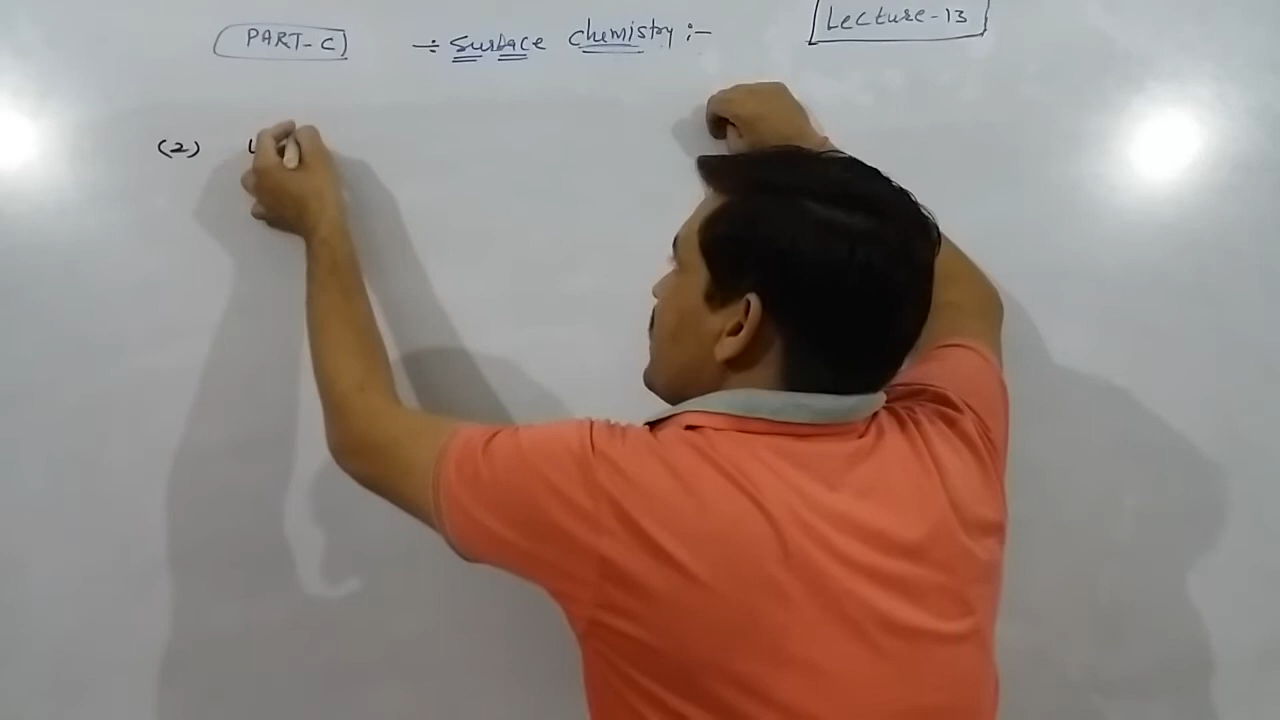 PART-C ÷ Surface chemistry :- Lecture-13
(2)